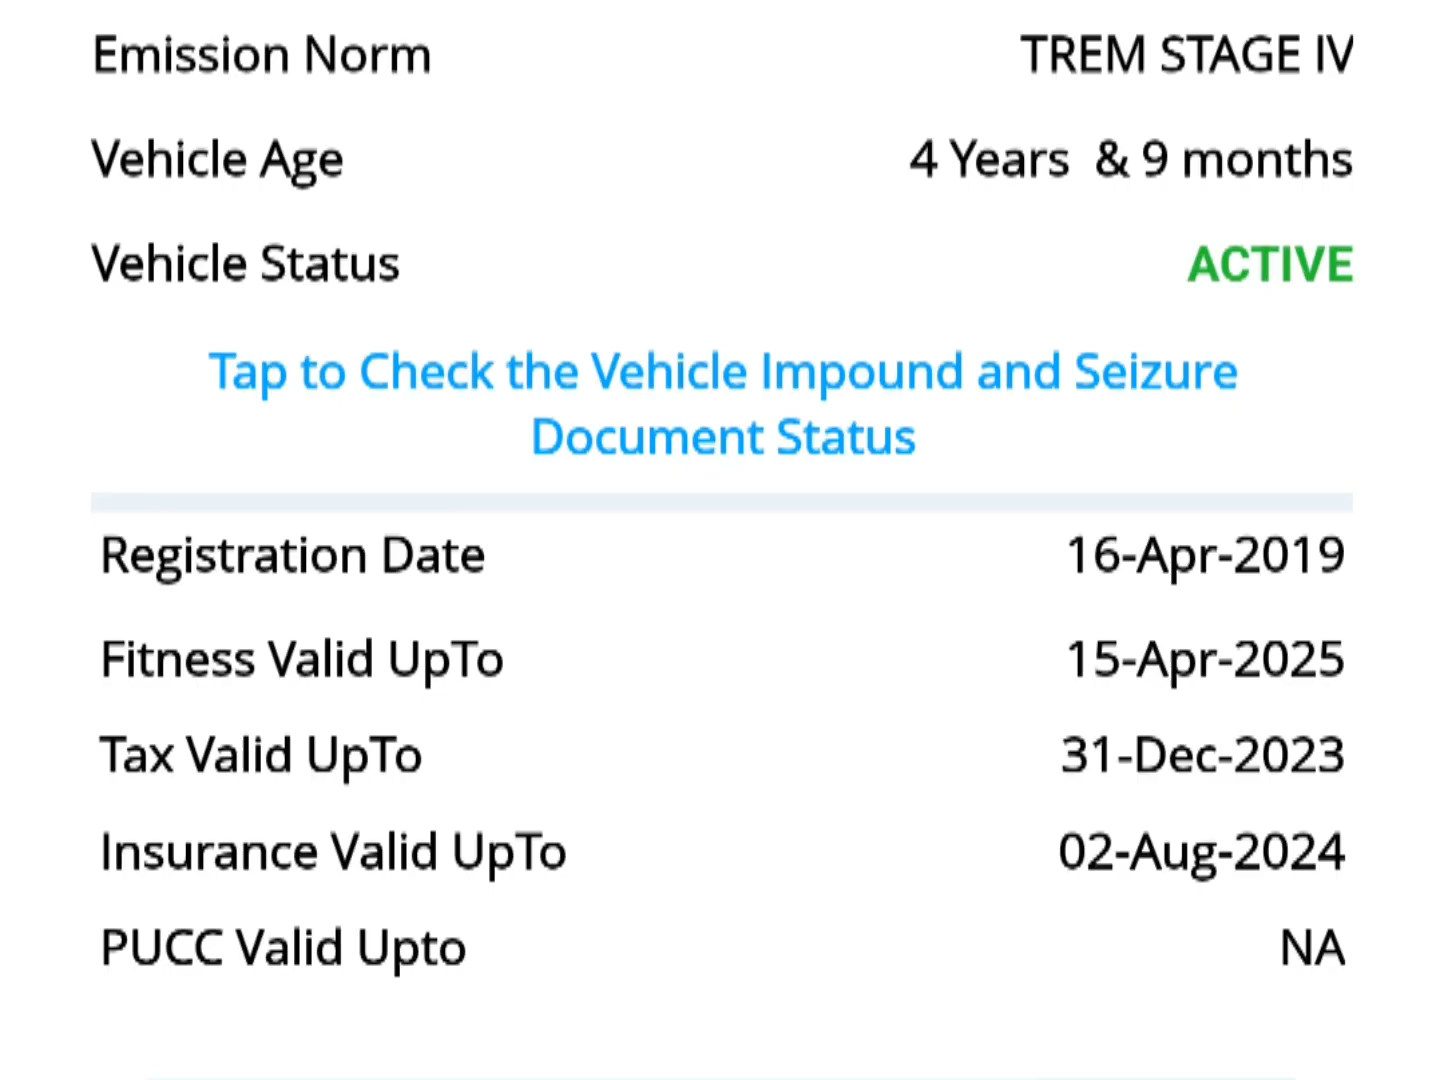 Emission Norm TREM STAGE IV
Vehicle Age 4 Years & 9 months
Vehicle Status ACTIVE
Tap to Check the Vehicle Impound and Seizure
Document Status
Registration Date 16-Apr-2019
Fitness Valid UpTo 15-Apr-2025
Tax Valid UpTo 31-Dec-2023
Insurance Valid UpTo 02-Aug-2024
PUCC Valid Upto NA